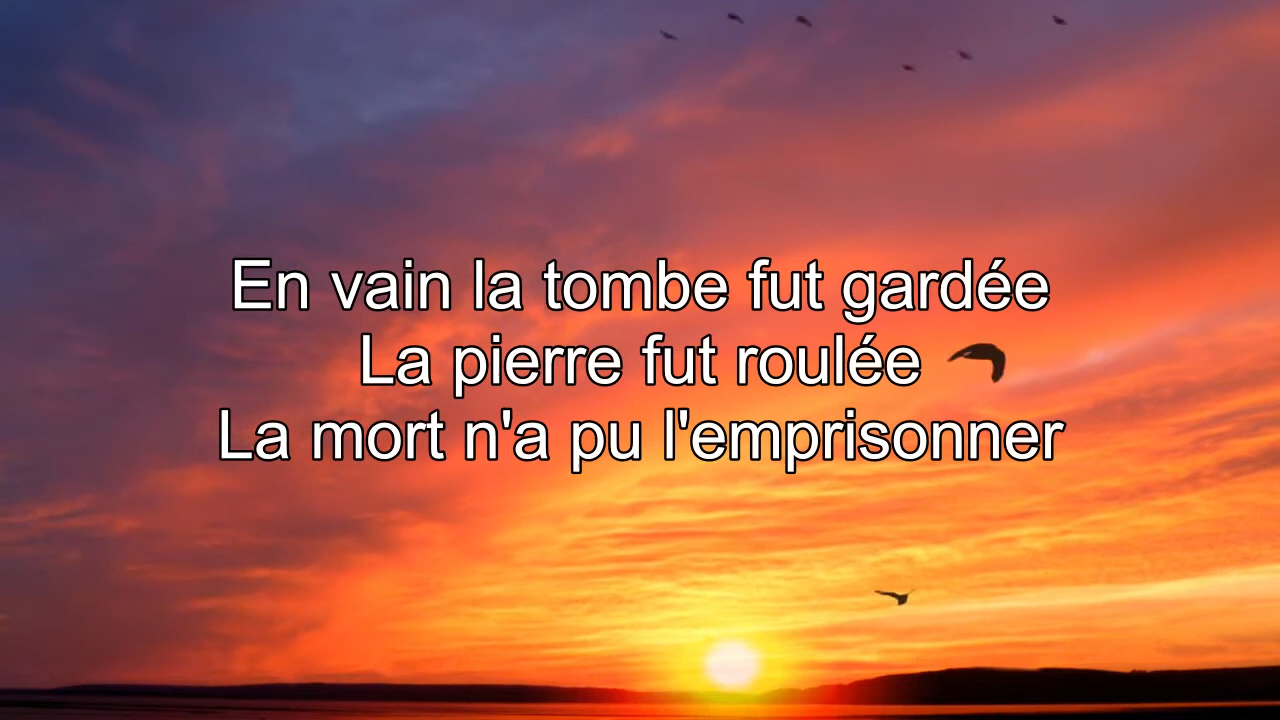 En vain la tombe fut gardée
La pierre fut roulée
La mort n'a pu l'emprisonner